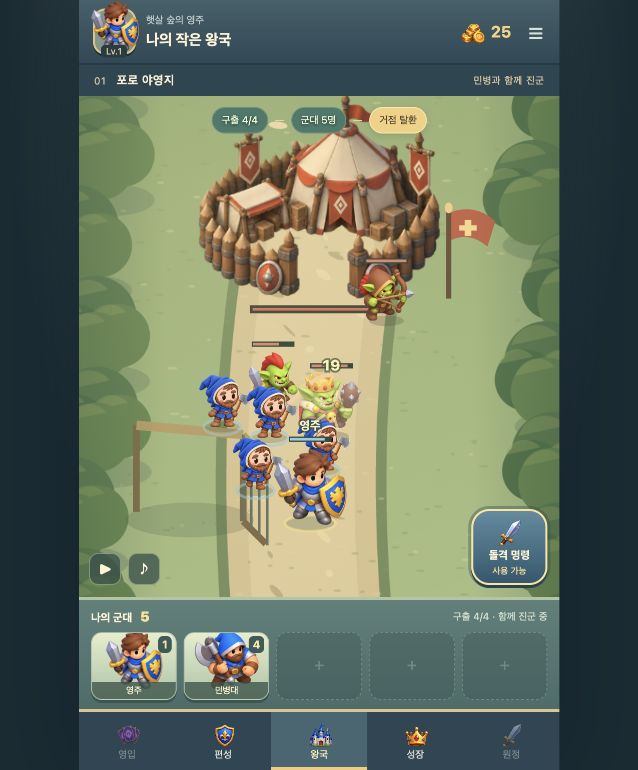 햇살 숲의 영주
나의 작은 왕국
Lv.1
25
01 포로 야영지
민병과 함께 진군
구출 4/4
군대 5명
거점 탈환
19
영주
돌격 명령
사용 가능
나의 군대 5
구출 4/4 · 함께 진군 중
1
영주
4
민병대
영입
편성
왕국
성장
원정